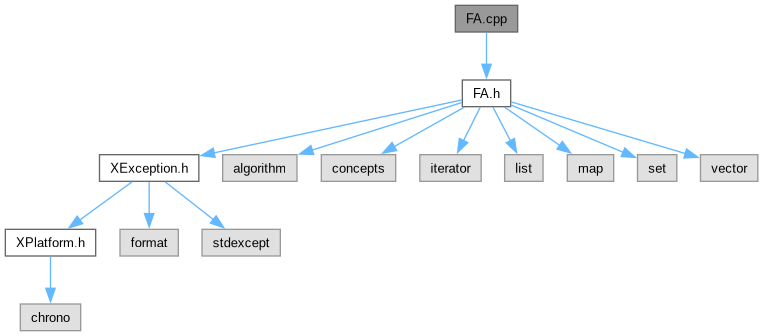 FA.cpp
FA.h
XException.h
algorithm
concepts
iterator
list
map
set
vector
XPlatform.h
format
stdexcept
chrono